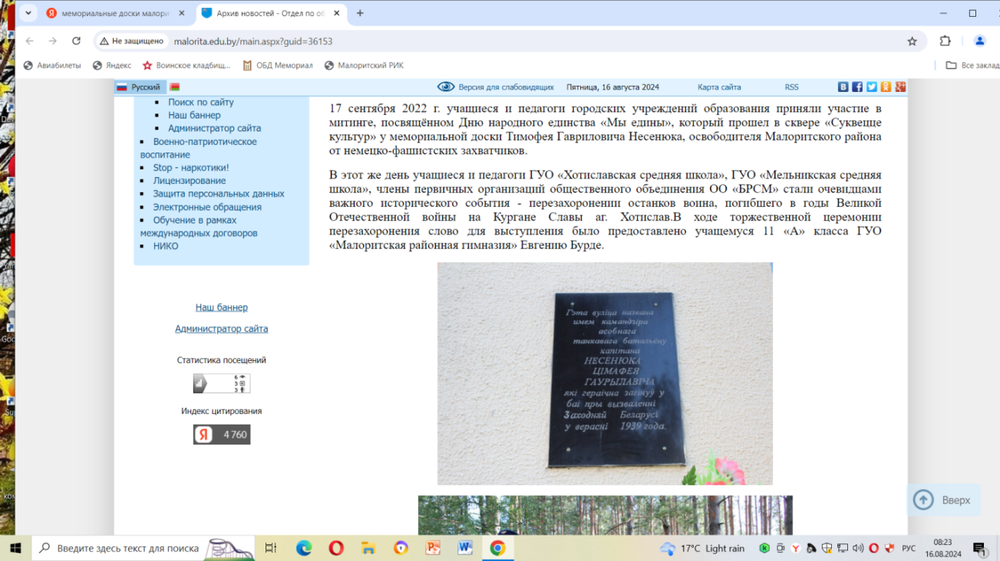 мемориальные доски малори
Архив новостей - Отдел по об
Не защищено
malorita.edu.by/main.aspx?guid=36153
Авиабилеты
Яндекс
Воинское кладбищ...
ОБД Мемориал
Малоритский РИК
Все заклад
Русский
Версия для слабовидящих
Пятница, 16 августа 2024
Карта сайта
RSS
Поиск по сайту
Наш баннер
Администратор сайта
Военно-патриотическое
воспитание
Stop - наркотики!
Лицензирование
Защита персональных данных
Электронные обращения
Обучение в рамках
международных договоров
НИКО
Наш баннер
Администратор сайта
Статистика посещений
6
3
3
Индекс цитирования
Я 4 760
17 сентября 2022 г. учащиеся и педагоги городских учреждений образования приняли участие в
митинге, посвящённом Дню народного единства «Мы едины», который прошел в сквере «Суквецце
культур» у мемориальной доски Тимофея Гавриловича Несенюка, освободителя Малоритского района
от немецко-фашистских захватчиков.
В этот же день учащиеся и педагоги ГУО «Хотиславская средняя школа», ГУО «Мельникская средняя
школа», члены первичных организаций общественного объединения ОО «БРСМ» стали очевидцами
важного исторического события - перезахоронении останков воина, погибшего в годы Великой
Отечественной войны на Кургане Славы аг. Хотислав.В ходе торжественной церемонии
перезахоронения слово для выступления было предоставлено учащемуся 11 «А» класса ГУО
«Малоритская районная гимназия» Евгению Бурде.
Гэта вуліца названа
імем камандзіра
асобнага
танкавага батальёну
капітана
НЕСЕНЮКА
ЦІМАФЕЯ
ГАУРЫЛАВІЧА
які гераічна загінуў у
баі пры вызваленні
Заходняй Беларусі
у верасні 1939 года.
Вверх
Введите здесь текст для поиска
17°C Light rain
РУС
08:23
16.08.2024
1